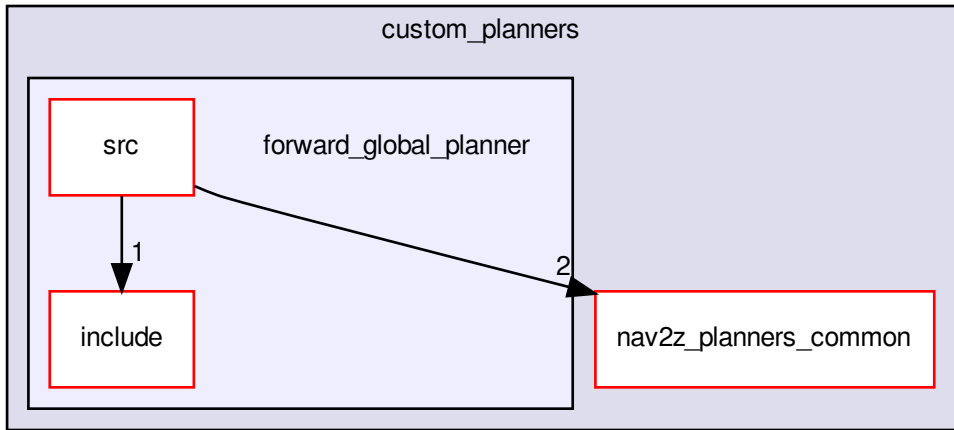 custom_planners
src
forward_global_planner
1
2
include
nav2z_planners_common